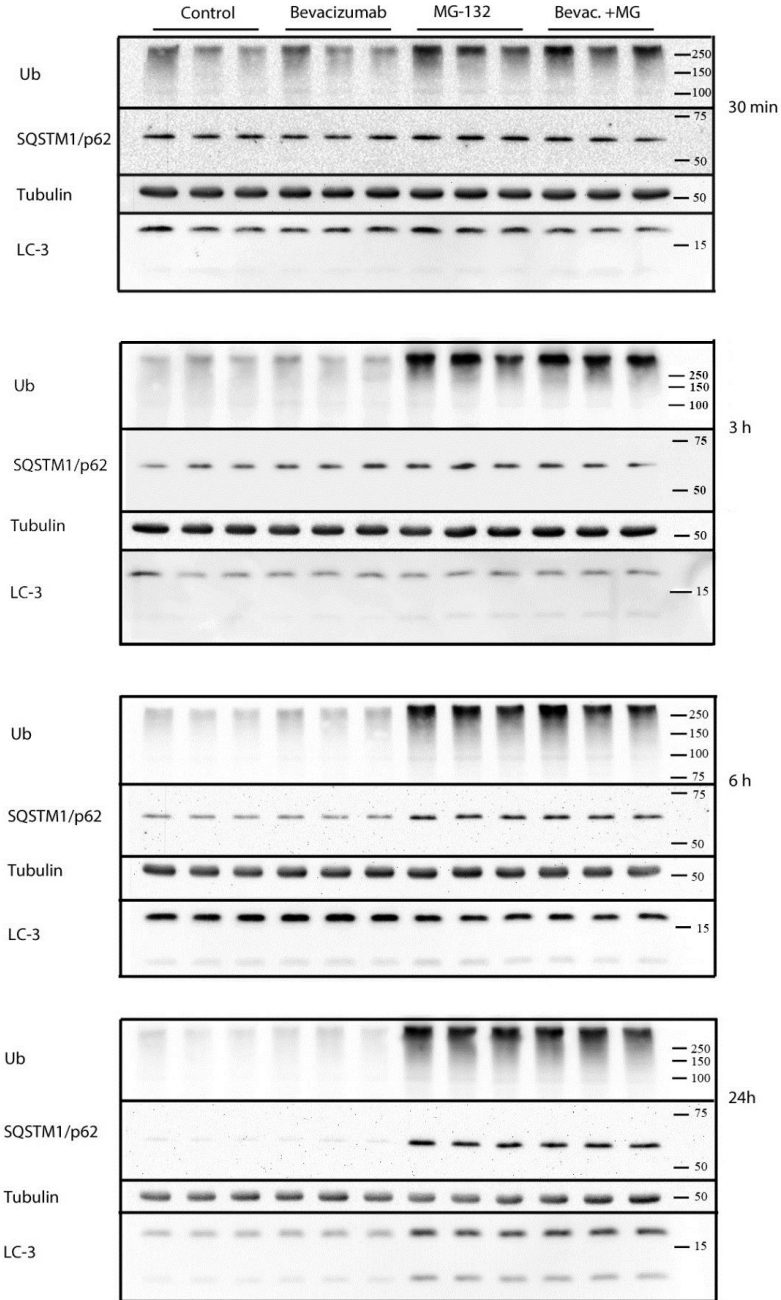 Control Bevacizumab MG-132 Bevac. +MG
Ub
250
150
100
30 min
SQSTM1/p62
75
50
Tubulin
50
LC-3
15
Ub
250
150
100
3 h
SQSTM1/p62
75
50
Tubulin
50
LC-3
15
Ub
250
150
100
75
6 h
SQSTM1/p62
75
50
Tubulin
50
LC-3
15
Ub
250
150
100
24h
SQSTM1/p62
75
50
Tubulin
50
LC-3
15